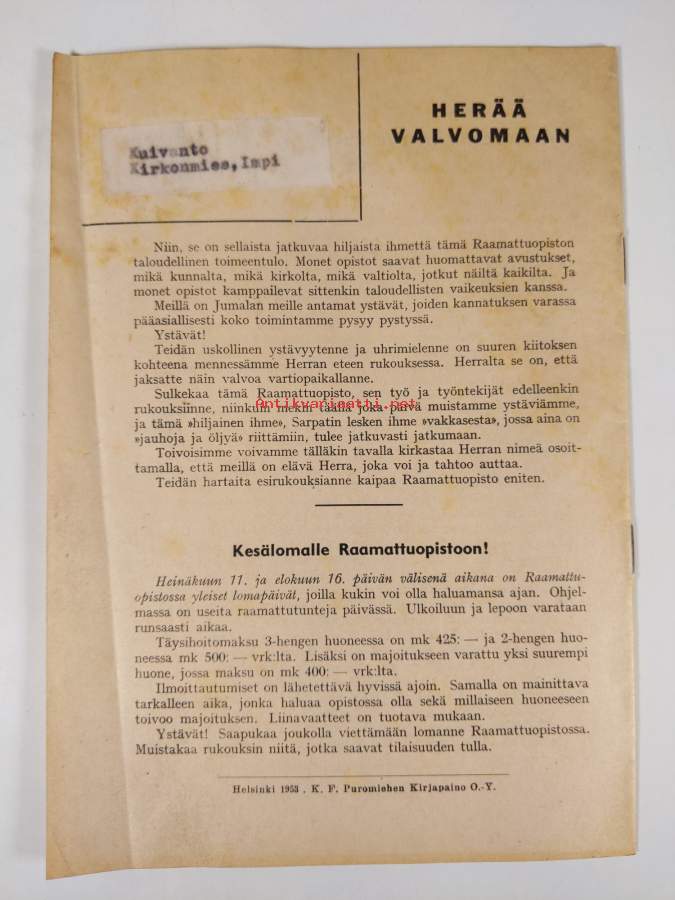 HERÄÄ
VALVOMAAN
Kuivanto
Kirkonmies, Impi
Niin, se on sellaista jatkuvaa hiljaista ihmettä tämä Raamattuopiston
taloudellinen toimeentulo. Monet opistot saavat huomattavat avustukset,
mikä kunnalta, mikä kirkolta, mikä valtiolta, jotkut näiltä kaikilta. Ja
monet opistot kamppailevat sittenkin taloudellisten vaikeuksien kanssa.
Meillä on Jumalan meille antamat ystävät, joiden kannatuksen varassa
pääasiallisesti koko toimintamme pysyy pystyssä.
Ystävät!
Teidän uskollinen ystävyytenne ja uhrimielenne on suuren kiitoksen
kohteena mennessämme Herran eteen rukouksessa. Herralta se on, että
jaksatte näin valvoa vartiopaikallanne.
Sulkekaa tämä Raamattuopisto, sen työ ja työntekijät edelleenkin
rukouksiinne, niinkuin mekin täällä joka päivä muistamme ystäviämme,
Antikvariaatti.net
ja tämä »hiljainen ihme», Sarpatin lesken ihme »vakkasesta», jossa aina on
»jauhoja ja öljyä» riittämiin, tulee jatkuvasti jatkumaan.
Toivoisimme voivamme tälläkin tavalla kirkastaa Herran nimeä osoit-
tamalla, että meillä on elävä Herra, joka voi ja tahtoo auttaa.
Teidän hartaita esirukouksianne kaipaa Raamattuopisto eniten.
Kesälomalle Raamattuopistoon!
Heinäkuun 11. ja elokuun 16. päivän välisenä aikana on Raamattu-
opistossa yleiset lomapäivät, joilla kukin voi olla haluamansa ajan. Ohjel-
massa on useita raamattutunteja päivässä. Ulkoiluun ja lepoon varataan
runsaasti aikaa.
Täysihoitomaksu 3-hengen huoneessa on mk 425: — ja 2-hengen huo-
neessa mk 500: — vrk:lta. Lisäksi on majoitukseen varattu yksi suurempi
huone, jossa maksu on mk 400: — vrk:lta.
Ilmoittautumiset on lähetettävä hyvissä ajoin. Samalla on mainittava
tarkalleen aika, jonka haluaa opistossa olla sekä millaiseen huoneeseen
toivoo majoituksen. Liinavaatteet on tuotava mukaan.
Ystävät! Saapukaa joukolla viettämään lomanne Raamattuopistossa.
Muistakaa rukouksin niitä, jotka saavat tilaisuuden tulla.
Helsinki 1953 . K. F. Puromiehen Kirjapaino O.-Y.